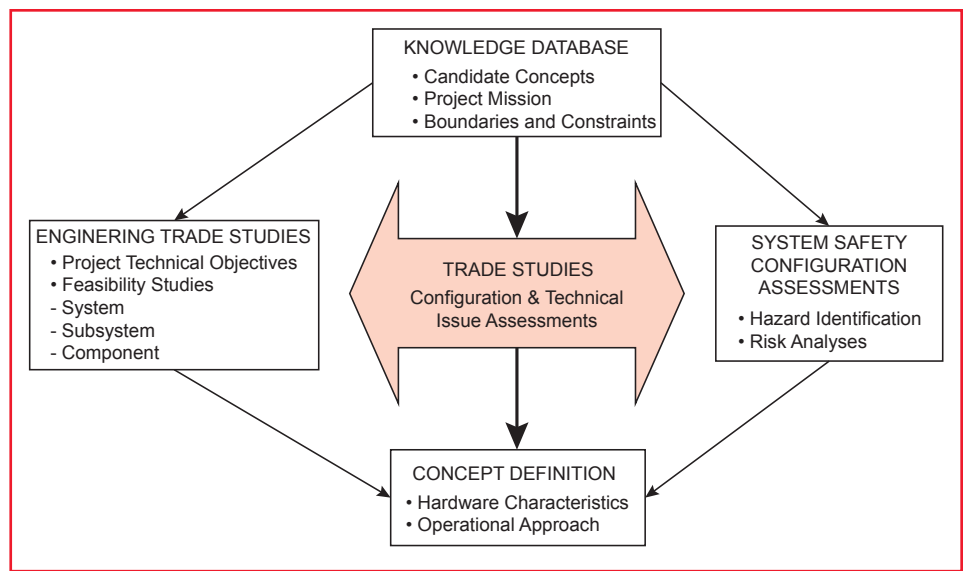 KNOWLEDGE DATABASE
• Candidate Concepts
• Project Mission
• Boundaries and Constraints
ENGINERING TRADE STUDIES
• Project Technical Objectives
• Feasibility Studies
- System
- Subsystem
- Component
TRADE STUDIES
Configuration & Technical
Issue Assessments
SYSTEM SAFETY
CONFIGURATION
ASSESSMENTS
• Hazard Identification
• Risk Analyses
CONCEPT DEFINITION
• Hardware Characteristics
• Operational Approach